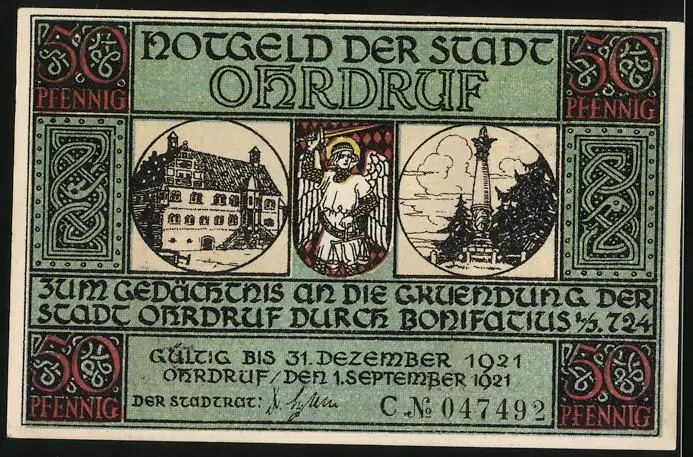 50 PFENNIG
NOTGELD DER STADT
OHRDRUF
50 PFENNIG
ZUM GEDÄCHTNIS AN DIE GRUENDUNG DER
STADT OHRDRUF DURCH BONIFATIUS i/J. 724
50 PFENNIG
GÜLTIG BIS 31. DEZEMBER 1921
OHRDRUF/DEN 1. SEPTEMBER 1921
DER STADTRAT:
C № 047492
50 PFENNIG